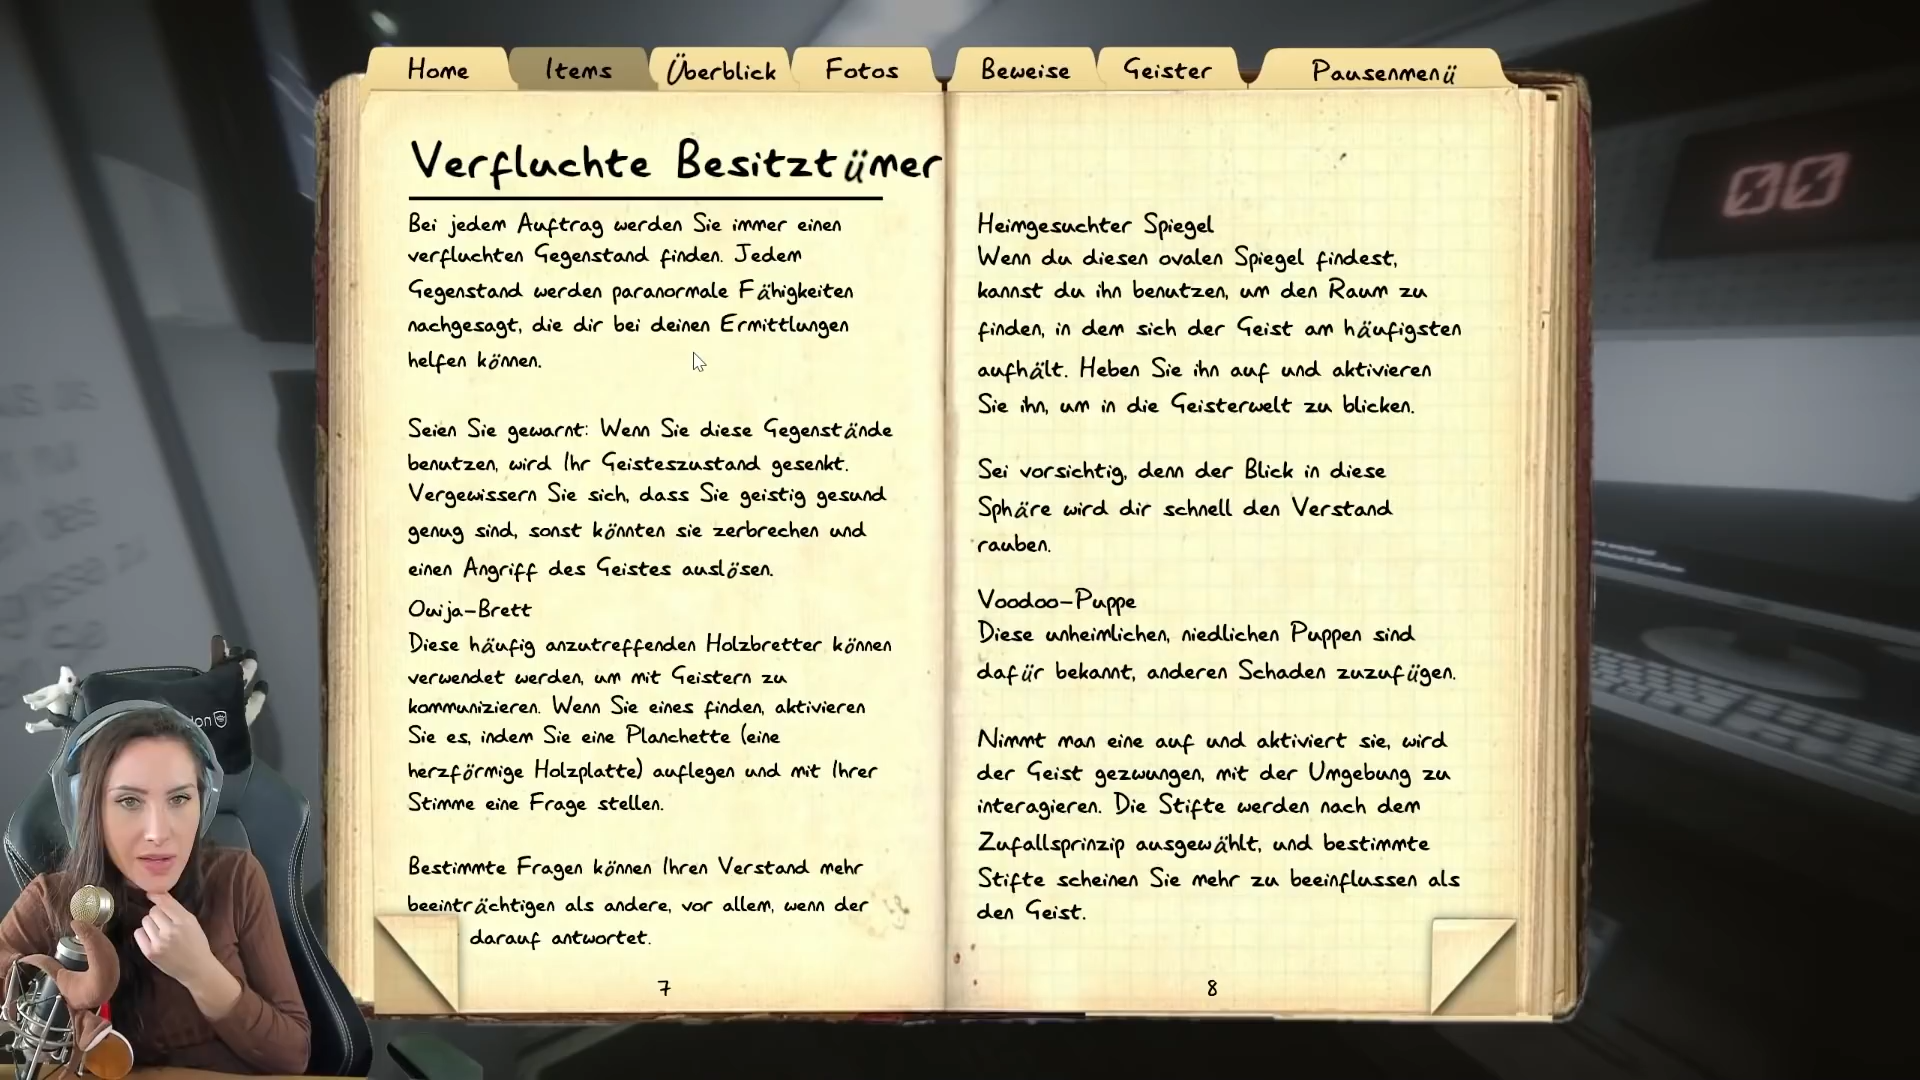 Home
Items
Überblick
Fotos
Beweise
Geister
Pausenmenü
Verfluchte Besitztümer
Bei jedem Auftrag werden Sie immer einen
verfluchten Gegenstand finden. Jedem
Gegenstand werden paranormale Fähigkeiten
nachgesagt, die dir bei deinen Ermittlungen
helfen können.
Seien Sie gewarnt: Wenn Sie diese Gegenstände
benutzen, wird Ihr Geisteszustand gesenkt.
Vergewissern Sie sich, dass Sie geistig gesund
genug sind, sonst könnten sie zerbrechen und
einen Angriff des Geistes auslösen.
Ouija-Brett
Diese häufig anzutreffenden Holzbretter können
verwendet werden, um mit Geistern zu
kommunizieren. Wenn Sie eines finden, aktivieren
Sie es, indem Sie eine Planchette (eine
herzförmige Holzplatte) auflegen und mit Ihrer
Stimme eine Frage stellen.
Bestimmte Fragen können Ihren Verstand mehr
beeinträchtigen als andere, vor allem, wenn der
darauf antwortet.
7
Heimgesuchter Spiegel
Wenn du diesen ovalen Spiegel findest,
kannst du ihn benutzen, um den Raum zu
finden, in dem sich der Geist am häufigsten
aufhält. Heben Sie ihn auf und aktivieren
Sie ihn, um in die Geisterwelt zu blicken.
Sei vorsichtig, denn der Blick in diese
Sphäre wird dir schnell den Verstand
rauben.
Voodoo-Puppe
Diese unheimlichen, niedlichen Puppen sind
dafür bekannt, anderen Schaden zuzufügen.
Nimmt man eine auf und aktiviert sie, wird
der Geist gezwungen, mit der Umgebung zu
interagieren. Die Stifte werden nach dem
Zufallsprinzip ausgewählt, und bestimmte
Stifte scheinen Sie mehr zu beeinflussen als
den Geist.
8
00